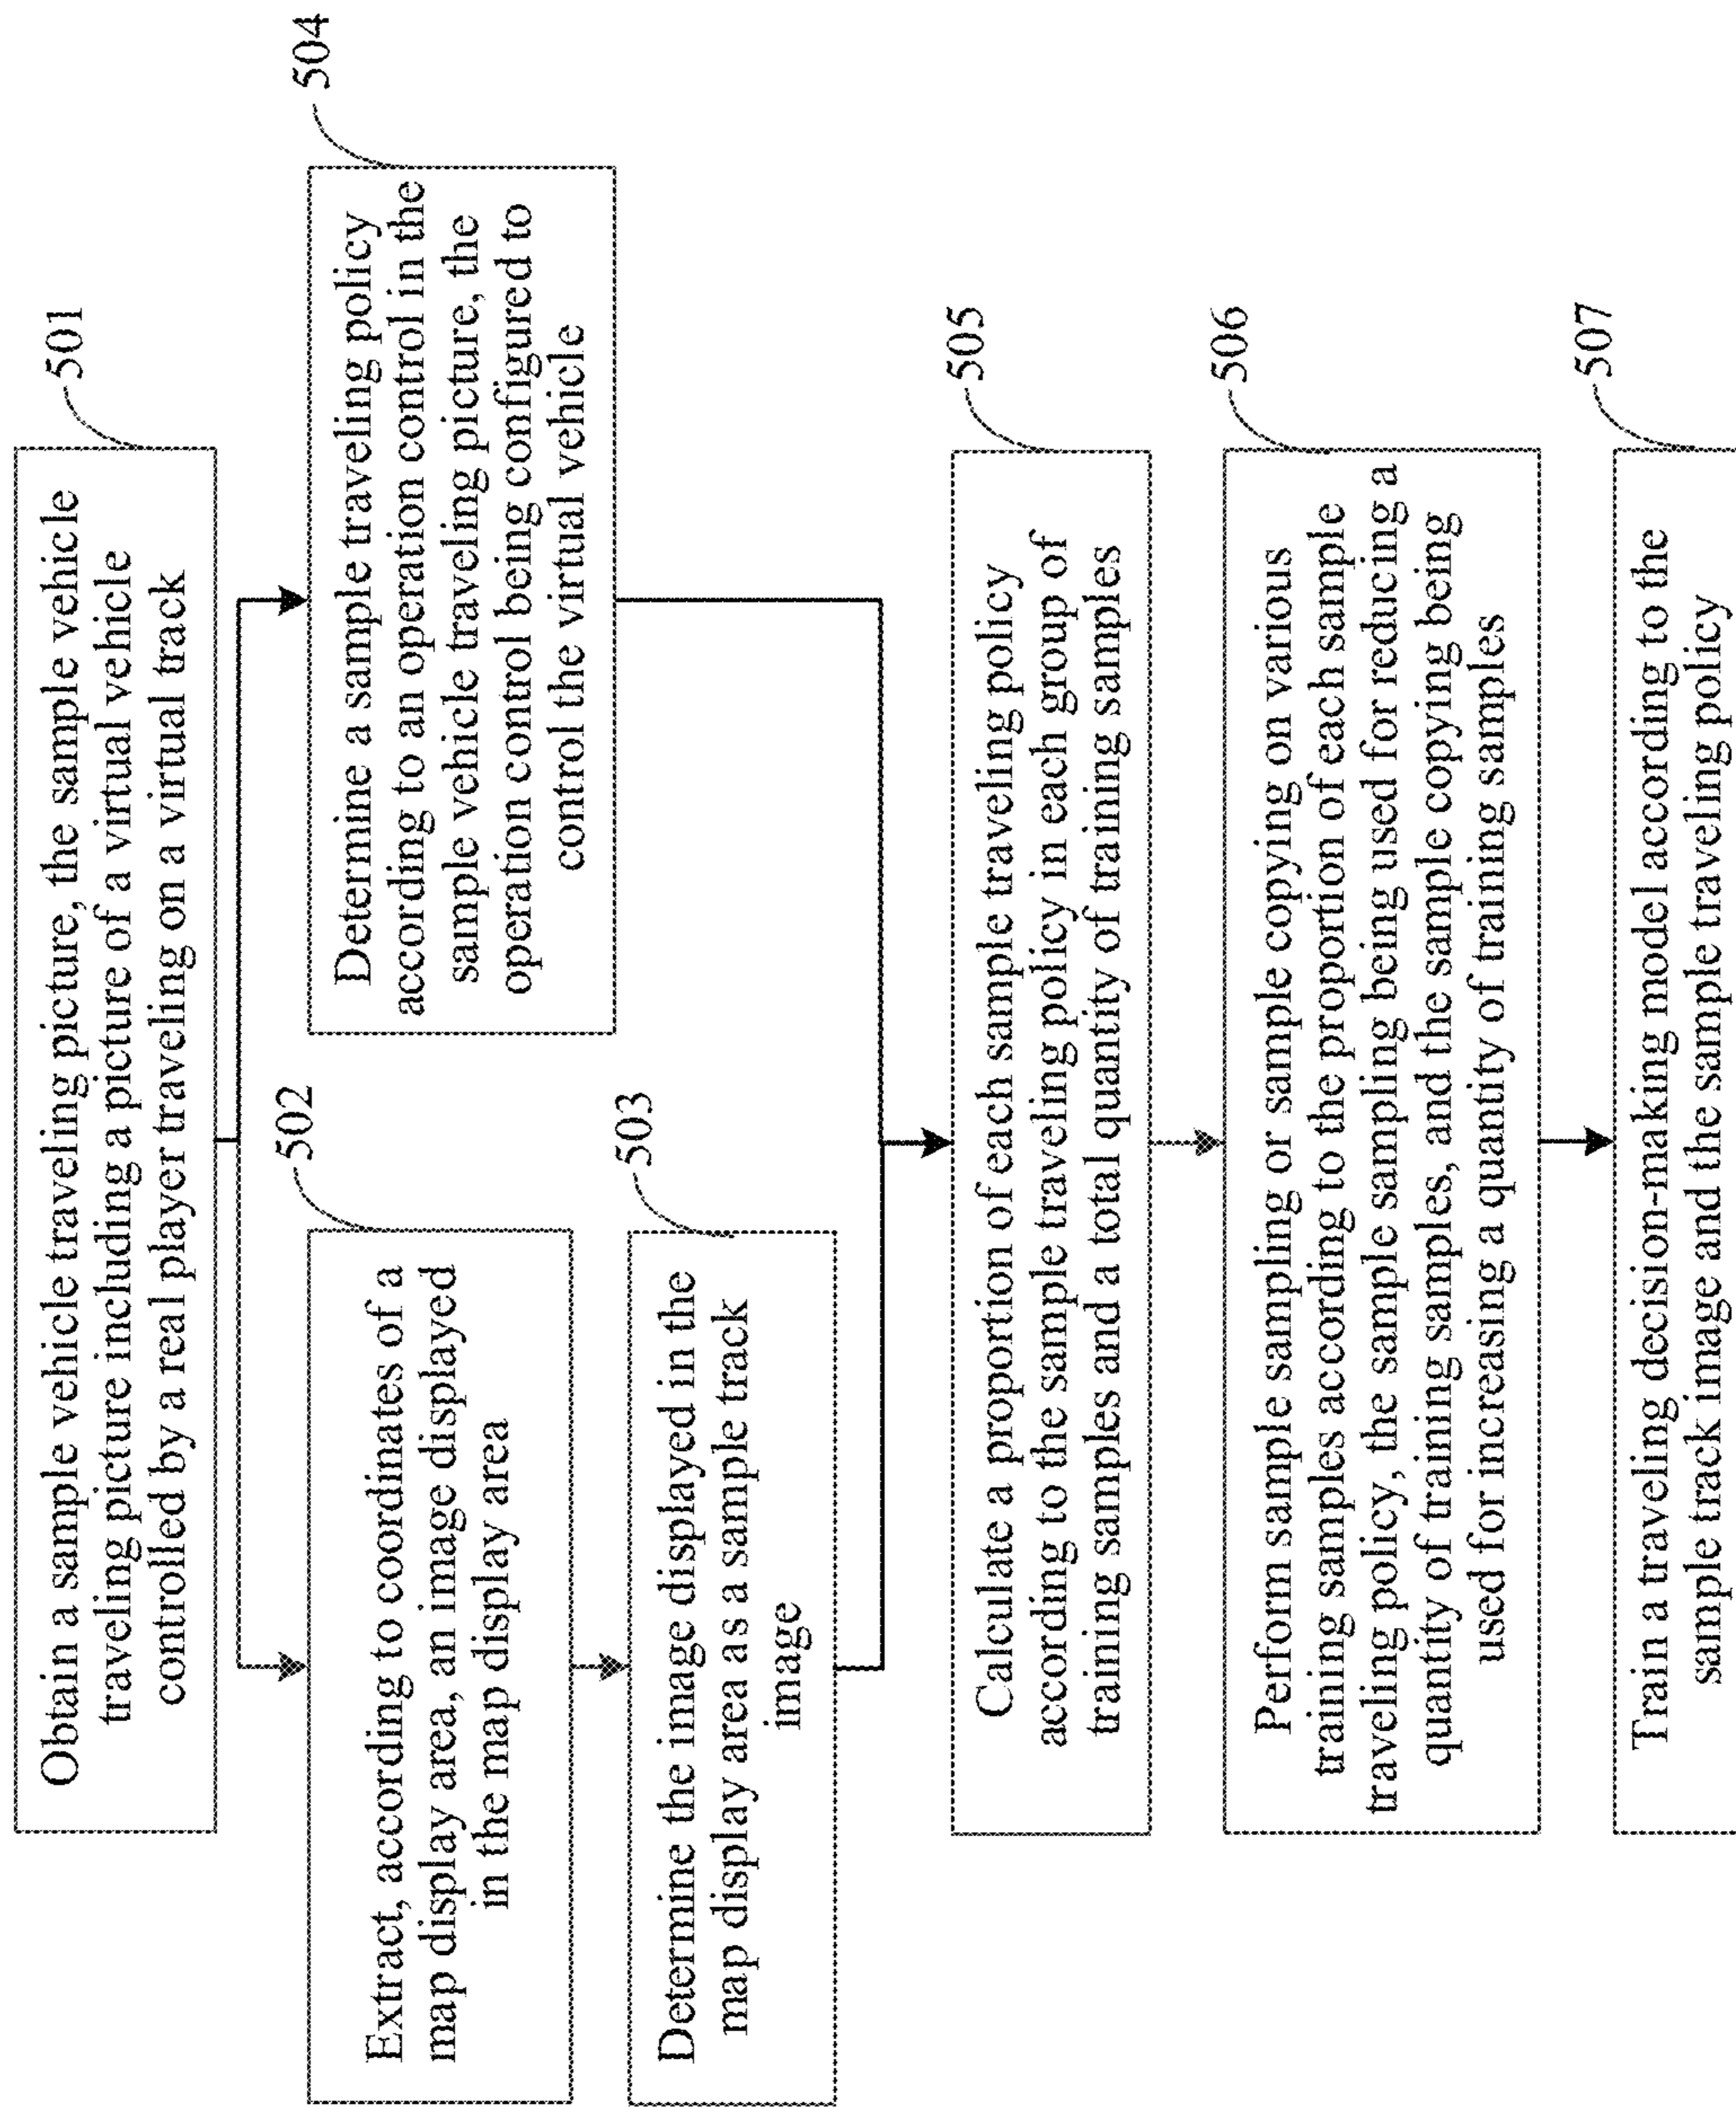 501
Obtain a sample vehicle traveling picture, the sample vehicle
traveling picture including a picture of a virtual vehicle
controlled by a real player traveling on a virtual track
502
Extract, according to coordinates of a
map display area, an image displayed
in the map display area
503
Determine the image displayed in the
map display area as a sample track
image
504
Determine a sample traveling policy
according to an operation control in the
sample vehicle traveling picture, the
operation control being configured to
control the virtual vehicle
505
Calculate a proportion of each sample traveling policy
according to the sample traveling policy in each group of
training samples and a total quantity of training samples
506
Perform sample sampling or sample copying on various
training samples according to the proportion of each sample
traveling policy, the sample sampling being used for reducing a
quantity of training samples, and the sample copying being
used for increasing a quantity of training samples
507
Train a traveling decision-making model according to the
sample track image and the sample traveling policy